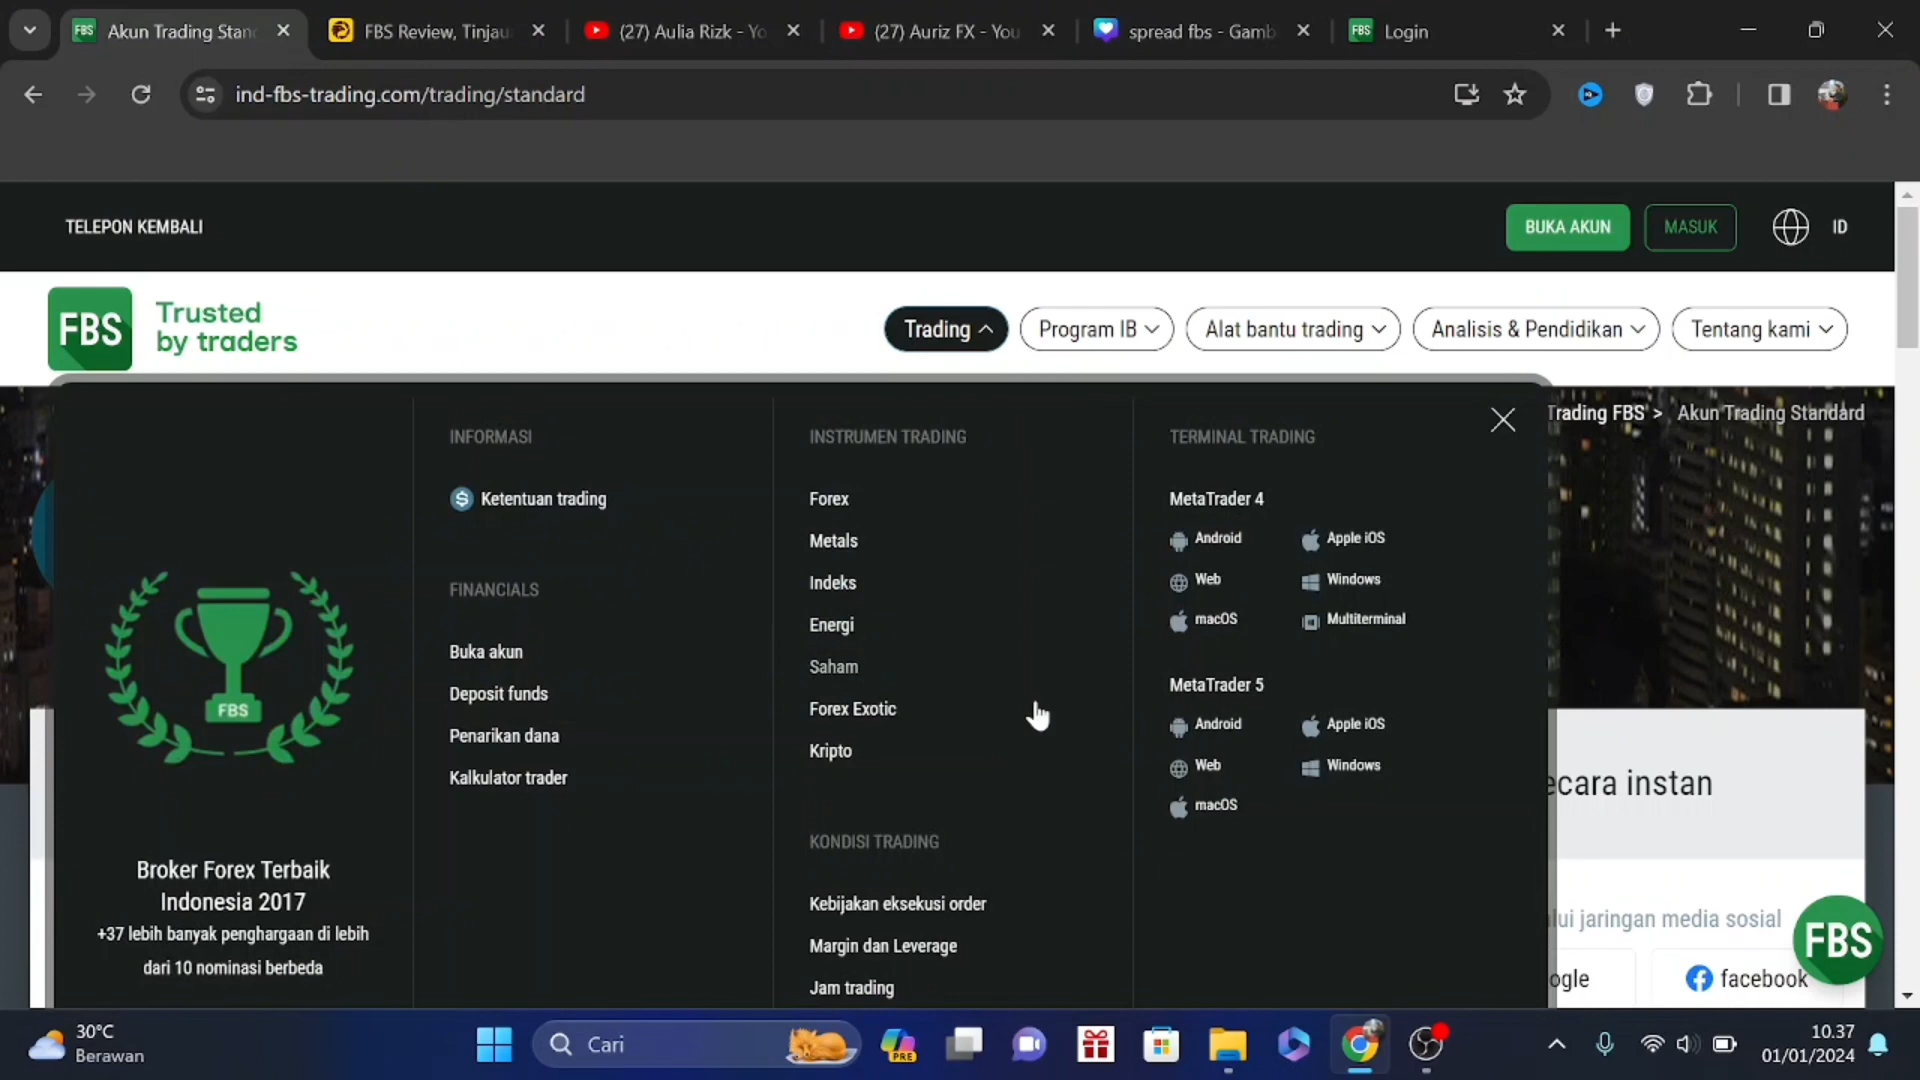 FBS Akun Trading Stan
FBS Review, Tinjau
(27) Aulia Rizk - Yo
(27) Auriz FX - You
spread fbs - Gamb
FBS Login
ind-fbs-trading.com/trading/standard
TELEPON KEMBALI
BUKA AKUN
MASUK
ID
FBS
Trusted
by traders
Trading
Program IB
Alat bantu trading
Analisis & Pendidikan
Tentang kami
Trading FBS > Akun Trading Standard
FBS
Broker Forex Terbaik
Indonesia 2017
+37 lebih banyak penghargaan di lebih
dari 10 nominasi berbeda
INFORMASI
Ketentuan trading
FINANCIALS
Buka akun
Deposit funds
Penarikan dana
Kalkulator trader
INSTRUMEN TRADING
Forex
Metals
Indeks
Energi
Saham
Forex Exotic
Kripto
KONDISI TRADING
Kebijakan eksekusi order
Margin dan Leverage
Jam trading
TERMINAL TRADING
MetaTrader 4
Android
Apple iOS
Web
Windows
macOS
Multiterminal
MetaTrader 5
Android
Apple iOS
Web
Windows
macOS
ecara instan
lui jaringan media sosial
ogle
facebook
FBS
30°C
Berawan
Cari
PRE
10.37
01/01/2024